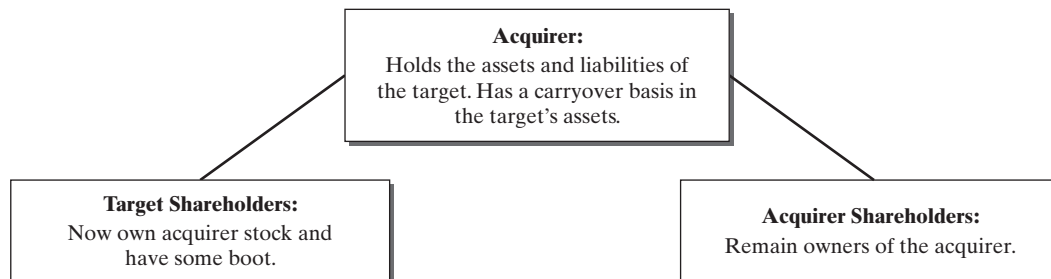 Acquirer:
Holds the assets and liabilities of
the target. Has a carryover basis in
the target's assets.
Target Shareholders:
Now own acquirer stock and
have some boot.
Acquirer Shareholders:
Remain owners of the acquirer.